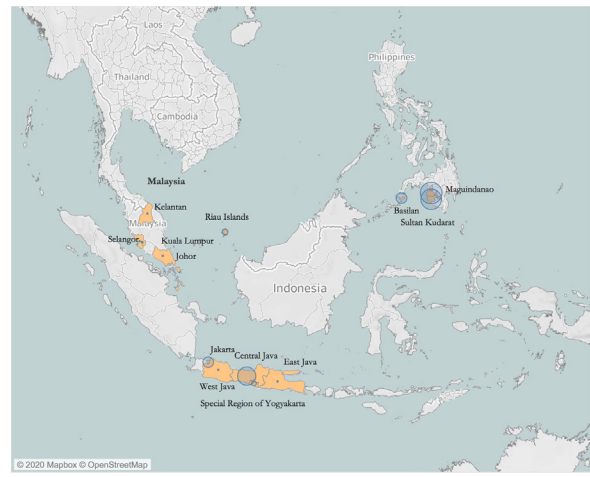 Laos
Thailand
Philippines
Cambodia
Malaysia
Kelantan
Malaysia
Riau Islands
Selangor
Kuala Lumpur
Johor
Maguindanao
Basilan
Sultan Kudarat
Indonesia
Jakarta
Central Java
East Java
West Java
Special Region of Yogyakarta
© 2020 Mapbox © OpenStreetMap